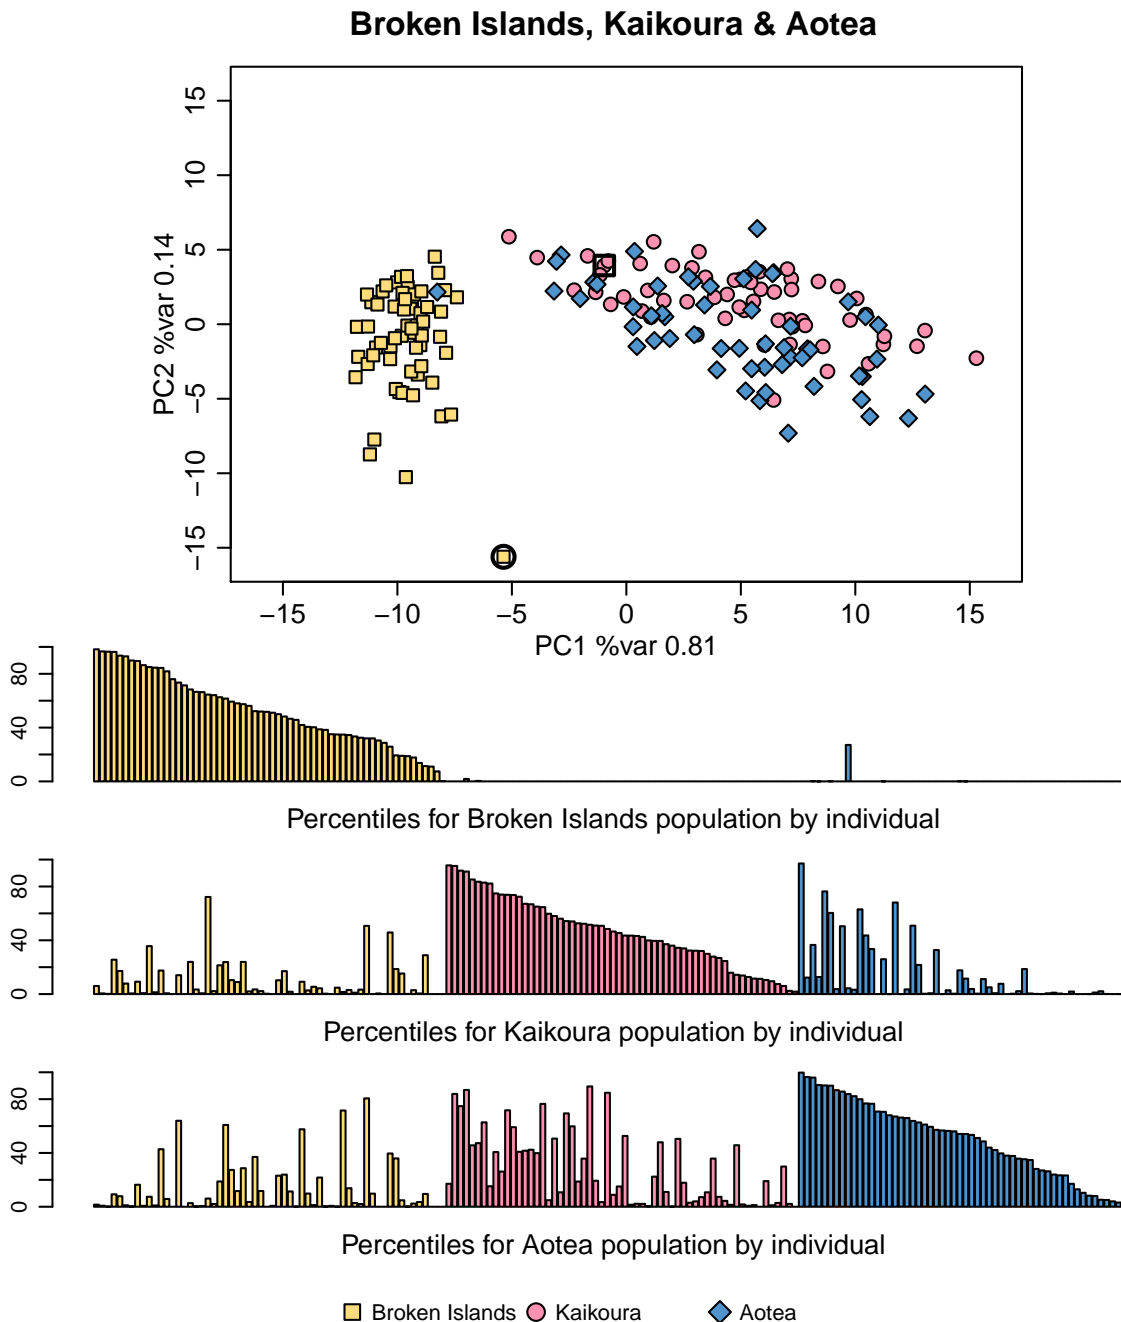 Broken Islands, Kaikoura & Aotea
15
10
5
0
−5
−10
−15
PC2 %var 0.14
−15 −10 −5 0 5 10 15
PC1 %var 0.81
80
40
0
Percentiles for Broken Islands population by individual
80
40
0
Percentiles for Kaikoura population by individual
80
40
0
Percentiles for Aotea population by individual
Broken Islands Kaikoura Aotea